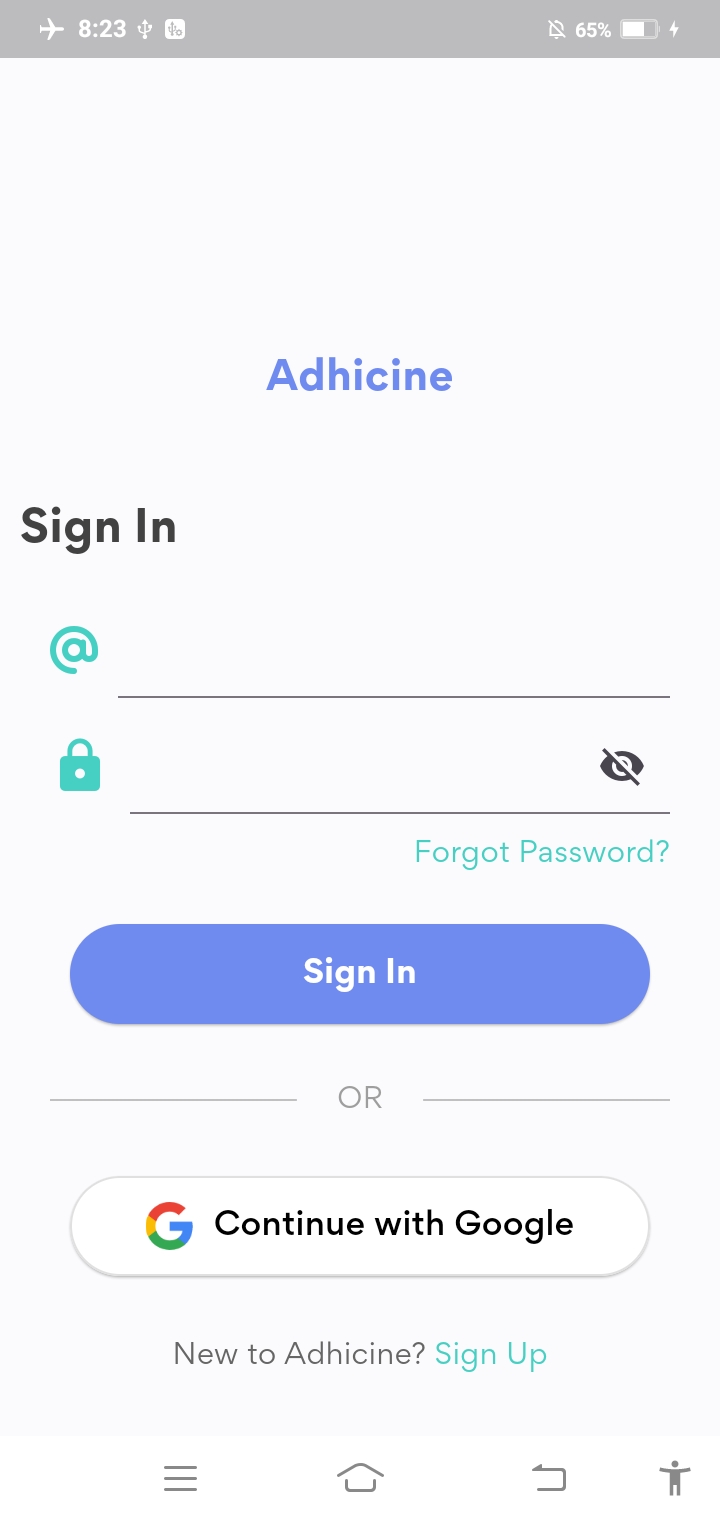 8:23
65%
Adhicine
Sign In
Forgot Password?
Sign In
OR
Continue with Google
New to Adhicine? Sign Up